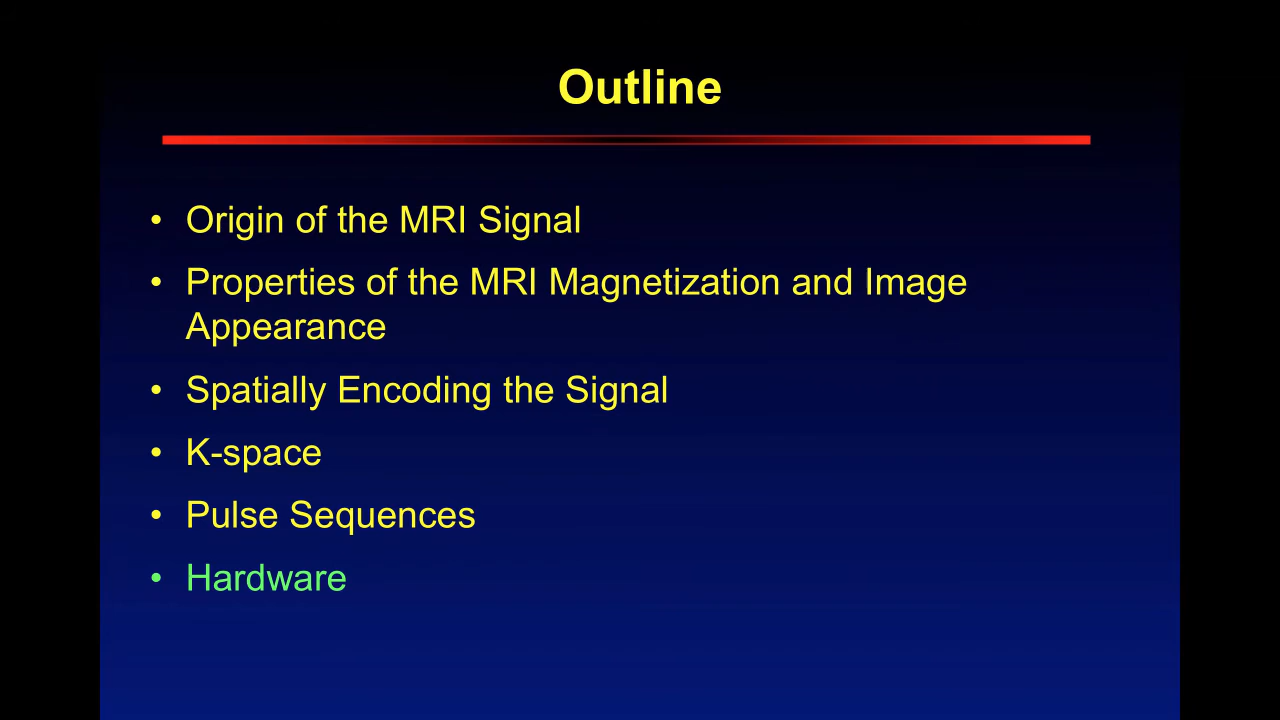 Outline
• Origin of the MRI Signal
• Properties of the MRI Magnetization and Image
Appearance
• Spatially Encoding the Signal
• K-space
• Pulse Sequences
• Hardware